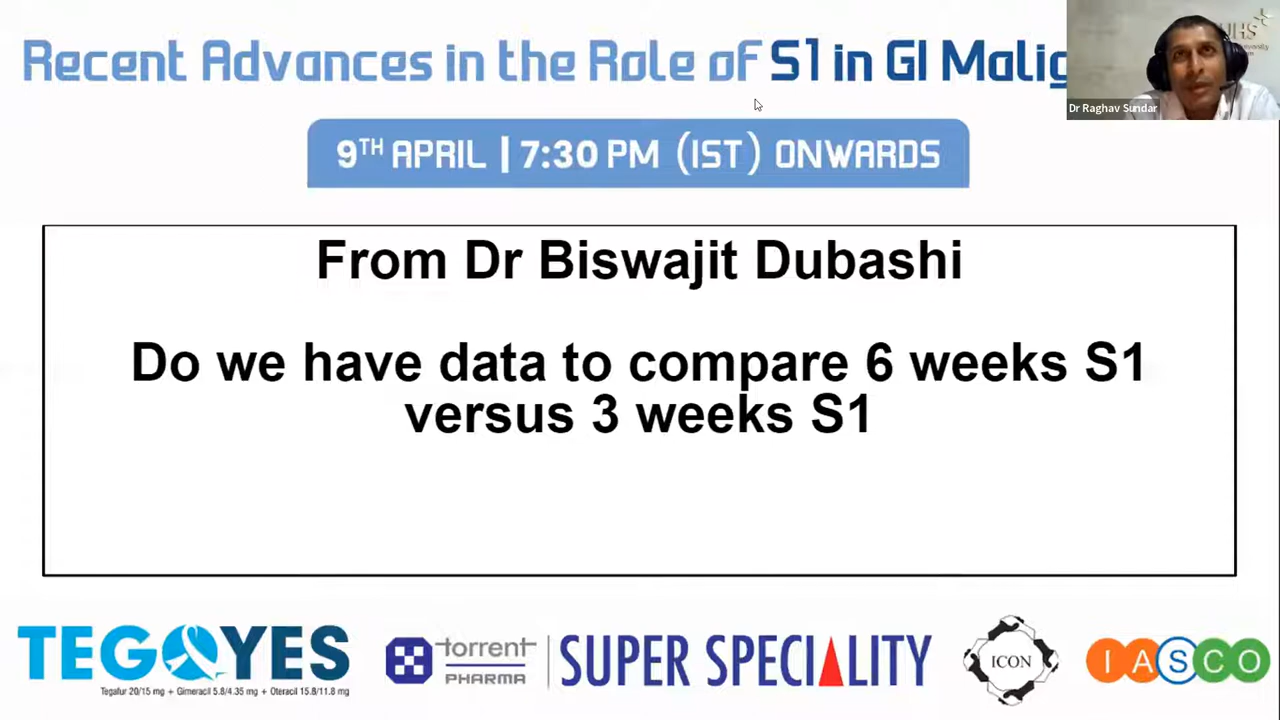 Recent Advances in the Role of S1 in GI Malig
HS
Dr Raghav Sundar
9TH APRIL | 7:30 PM (IST) ONWARDS
From Dr Biswajit Dubashi
Do we have data to compare 6 weeks S1
versus 3 weeks S1
TEGOYES
Tegafur 20/15 mg + Gimeracil 5.8/4.35 mg + Oteracil 15.8/11.8 mg
torrent
PHARMA
SUPER SPECIALITY
ICON
IASCO